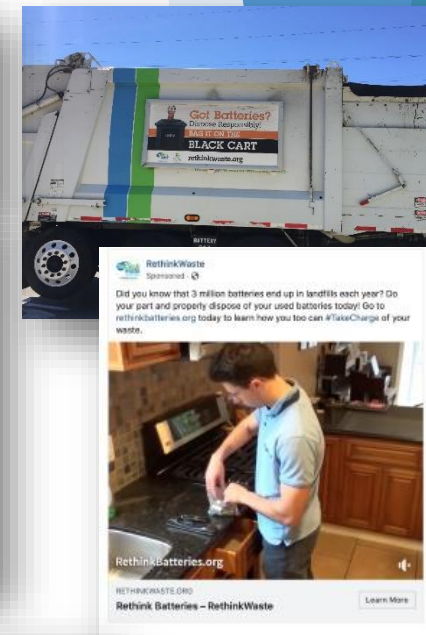 Got Batteries?
Dispose Responsibly!
BAG IT ON THE
BLACK CART
rethinkwaste.org
BATTERY
RethinkWaste
Sponsored ·
Did you know that 3 million batteries end up in landfills each year? Do
your part and properly dispose of your used batteries today! Go to
rethinkbatteries.org today to learn how you too can #TakeCharge of your
waste.
RethinkBatteries.org
RETHINKWASTE.ORG
Rethink Batteries – RethinkWaste
Learn More